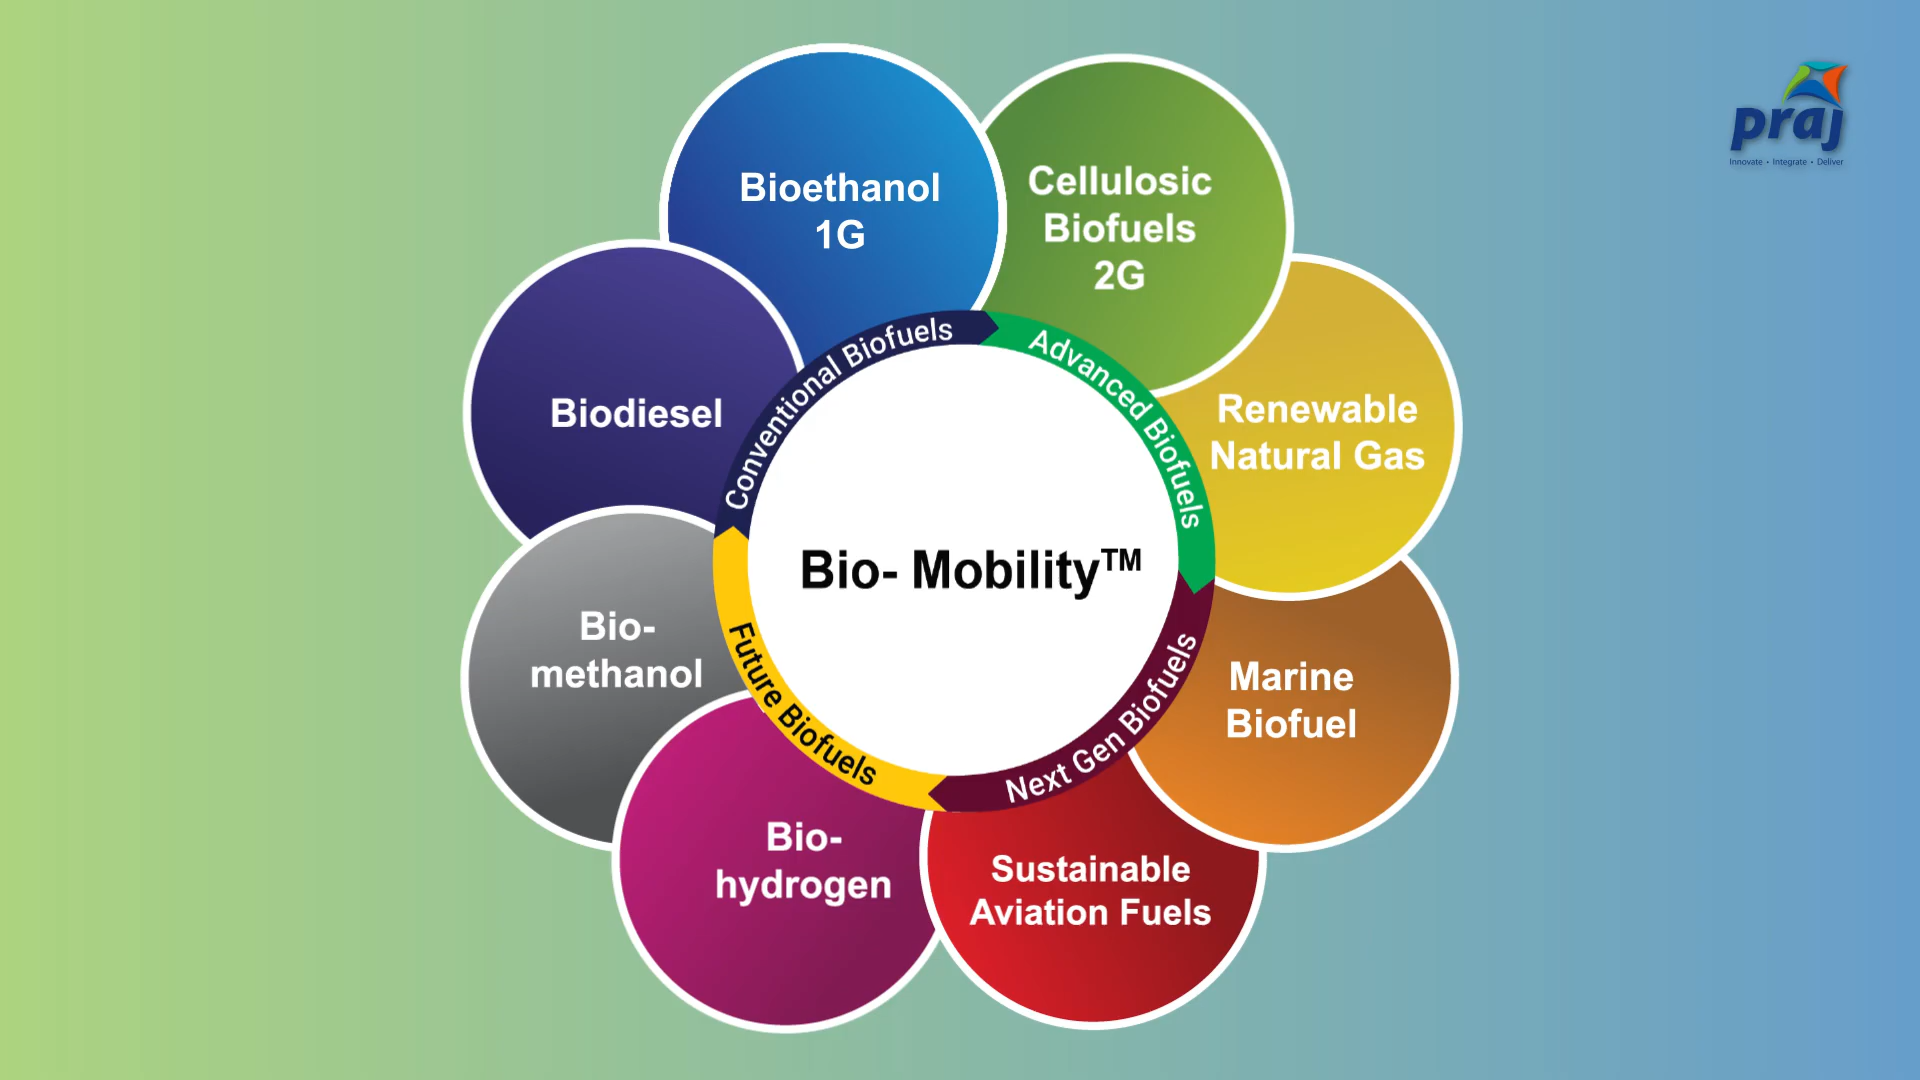 praj
Innovate • Integrate • Deliver
Bioethanol
1G
Cellulosic
Biofuels
2G
Renewable
Natural Gas
Marine
Biofuel
Sustainable
Aviation Fuels
Bio-
hydrogen
Bio-
methanol
Biodiesel
Conventional Biofuels
Advanced Biofuels
Next Gen Biofuels
Future Biofuels
Bio- Mobility™